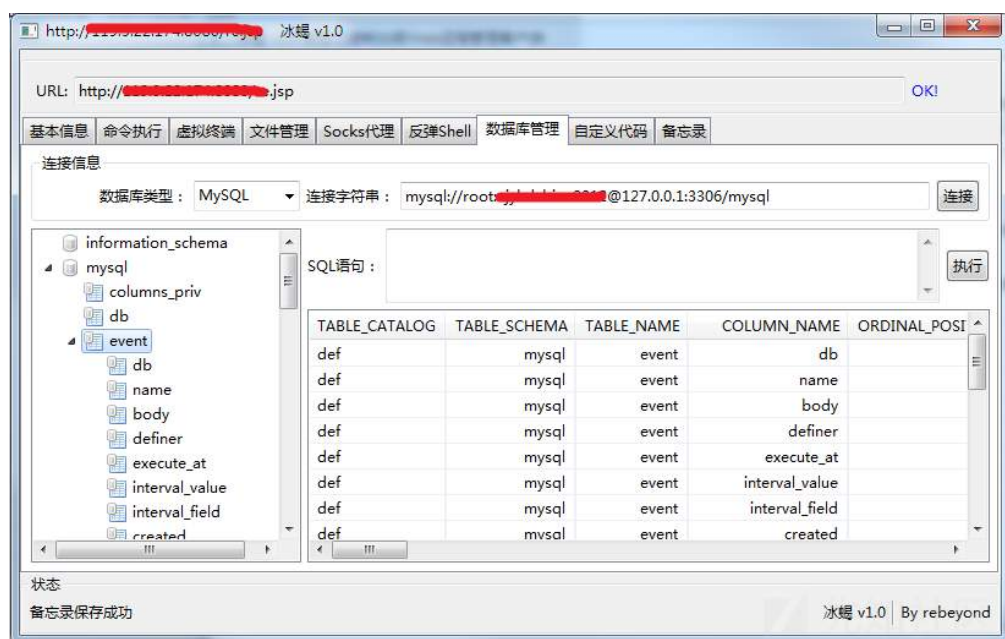 http:// 冰蝎 v1.0
URL: http:// .jsp OK!
基本信息 命令执行 虚拟终端 文件管理 Socks代理 反弹Shell 数据库管理 自定义代码 备忘录
连接信息
数据库类型： MySQL 连接字符串： mysql://root: @127.0.0.1:3306/mysql 连接
information_schema
mysql
columns_priv
db
event
db
name
body
definer
execute_at
interval_value
interval_field
created
SQL语句： 执行
TABLE_CATALOG TABLE_SCHEMA TABLE_NAME COLUMN_NAME ORDINAL_POSIT
def mysql event db
def mysql event name
def mysql event body
def mysql event definer
def mysql event execute_at
def mysql event interval_value
def mysql event interval_field
def mysql event created
状态
备忘录保存成功 冰蝎 v1.0 By rebeyond